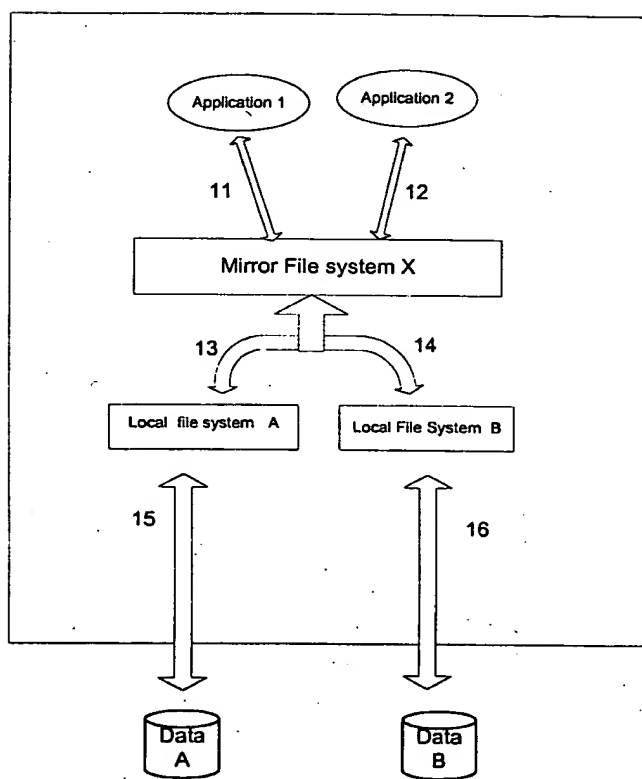 Application 1
Application 2
11
12
Mirror File system X
13
14
Local file system A
Local File System B
15
16
Data
A
Data
B